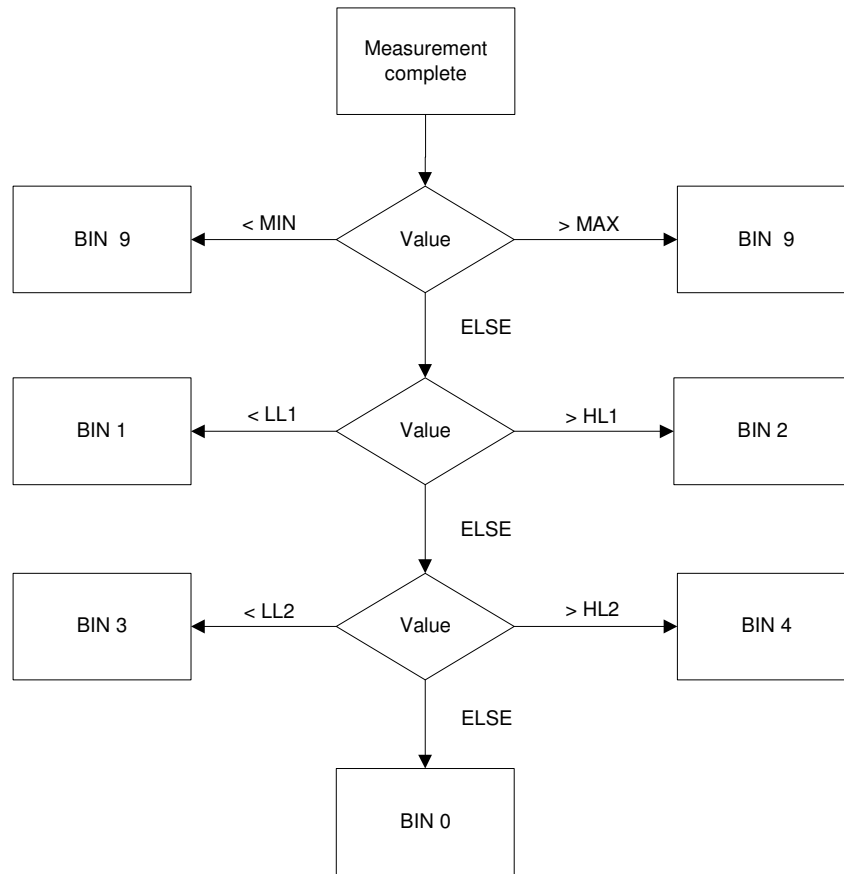 Measurement
complete
< MIN
> MAX
BIN  9
Value
BIN  9
ELSE
< LL1
> HL1
BIN 1
Value
BIN 2
ELSE
< LL2
> HL2
BIN 3
Value
BIN 4
ELSE
BIN 0